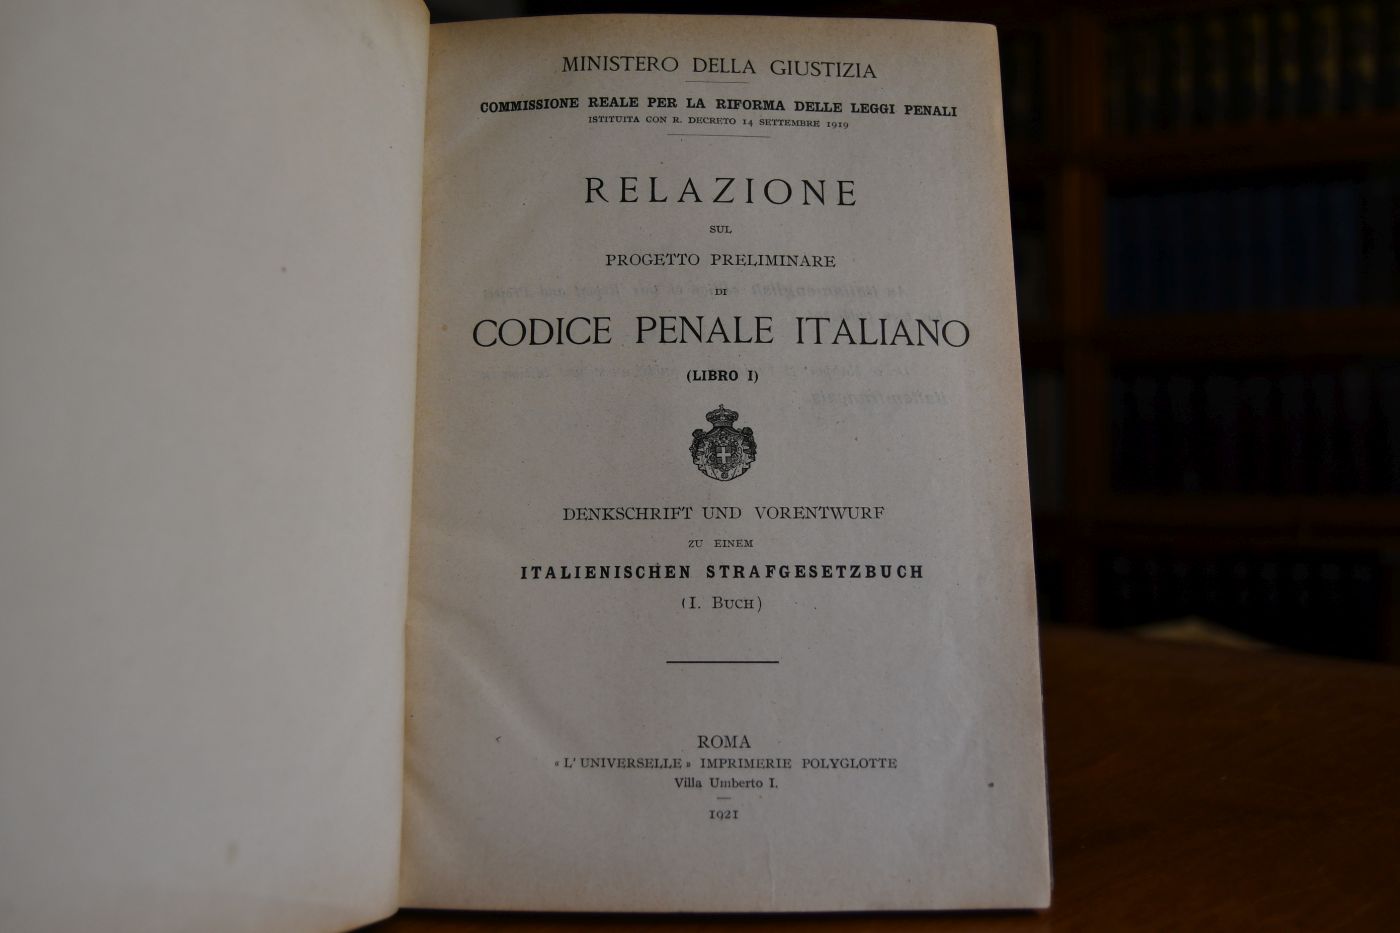 MINISTERO DELLA GIUSTIZIA
COMMISSIONE REALE PER LA RIFORMA DELLE LEGGI PENALI
ISTITUITA CON R. DECRETO 14 SETTEMBRE 1919
RELAZIONE
SUL
PROGETTO PRELIMINARE
DI
CODICE PENALE ITALIANO
(LIBRO I)
DENKSCHRIFT UND VORENTWURF
ZU EINEM
ITALIENISCHEN STRAFGESETZBUCH
(I. BUCH)
ROMA
« L' UNIVERSELLE » IMPRIMERIE POLYGLOTTE
Villa Umberto I.
1921